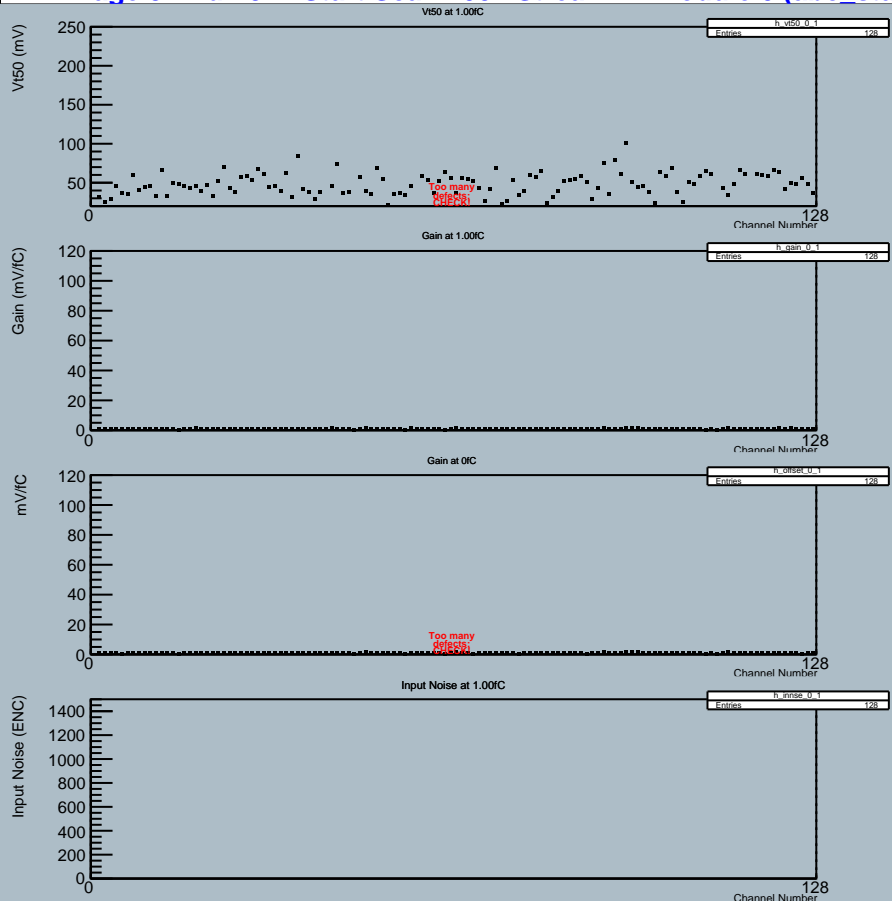 Vt50 at 1.00fC
h_vt50_0_1
Entries 128
Vt50 (mV)
250
200
150
100
50
Too many
defects:
CHECK!
0
128
Channel Number
Gain at 1.00fC
h_gain_0_1
Entries 128
Gain (mV/fC)
120
100
80
60
40
20
0
0
128
Channel Number
Gain at 0fC
h_offset_0_1
Entries 128
mV/fC
120
100
80
60
40
20
Too many
defects:
CHECK!
0
0
128
Channel Number
Input Noise at 1.00fC
h_innse_0_1
Entries 128
Input Noise (ENC)
1400
1200
1000
800
600
400
200
0
0
128
Channel Number